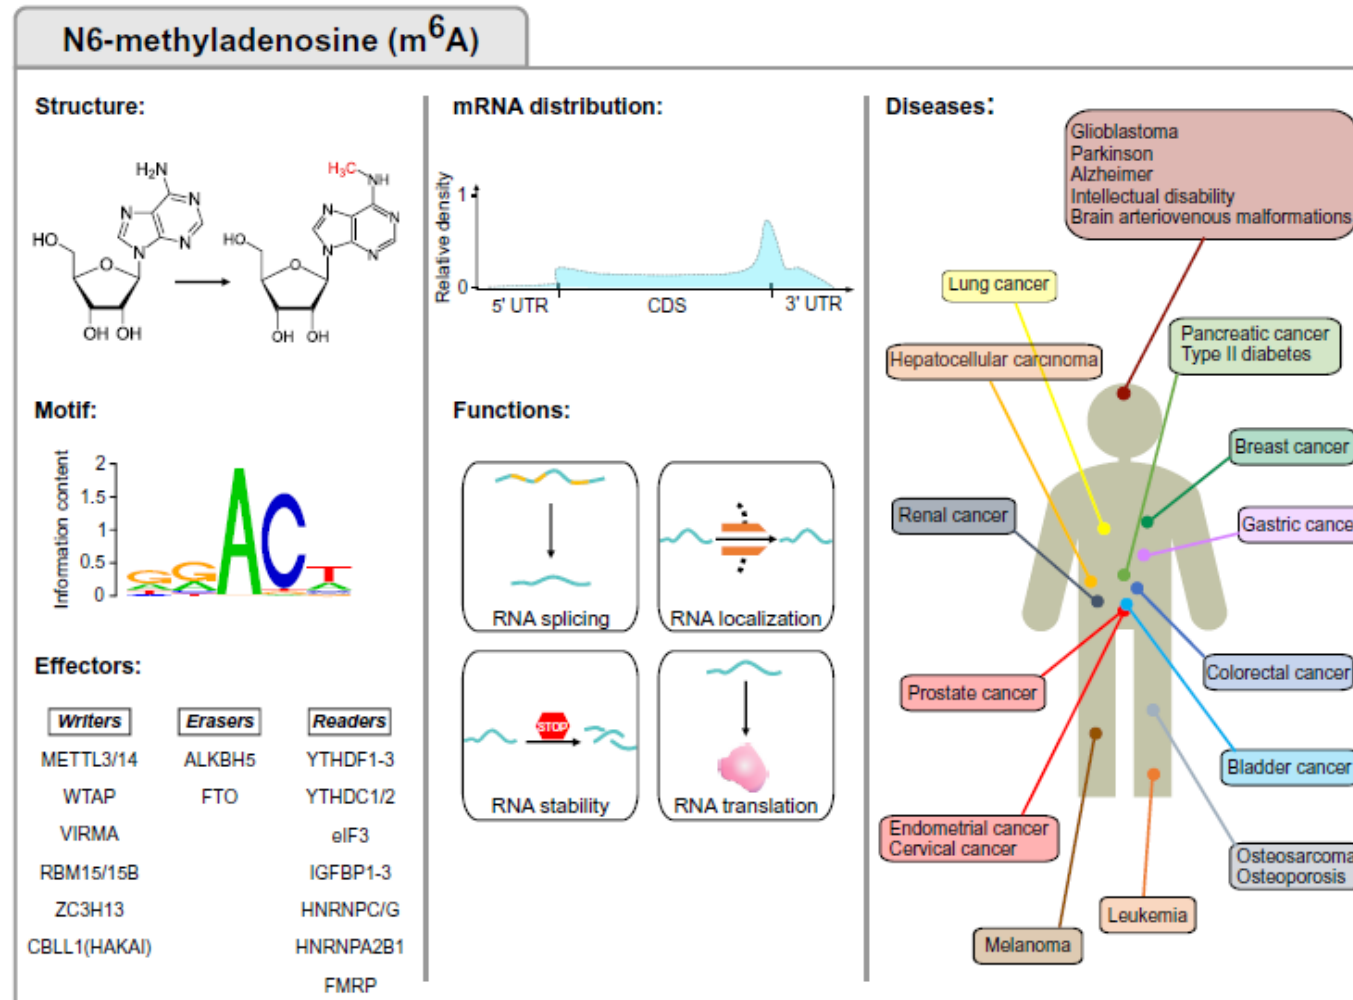 N6-methyladenosine (m⁶A)
Structure:
H₂N
N
N
N
N
HO
O
OH OH
H₃C
NH
N
N
N
N
HO
O
OH OH
Motif:
Information content
2
1.5
1
0.5
0
GGACT
Effectors:
Writers
METTL3/14
WTAP
VIRMA
RBM15/15B
ZC3H13
CBLL1(HAKAI)
Erasers
ALKBH5
FTO
Readers
YTHDF1-3
YTHDC1/2
eIF3
IGFBP1-3
HNRNPC/G
HNRNPA2B1
FMRP
mRNA distribution:
Relative density
1
0
5' UTR
CDS
3' UTR
Functions:
RNA splicing
RNA localization
STOP
RNA stability
RNA translation
Diseases:
Glioblastoma
Parkinson
Alzheimer
Intellectual disability
Brain arteriovenous malformations
Lung cancer
Pancreatic cancer
Type II diabetes
Hepatocellular carcinoma
Breast cancer
Renal cancer
Gastric cance
Prostate cancer
Colorectal cancer
Bladder cancer
Endometrial cancer
Cervical cancer
Osteosarcoma
Osteoporosis
Leukemia
Melanoma